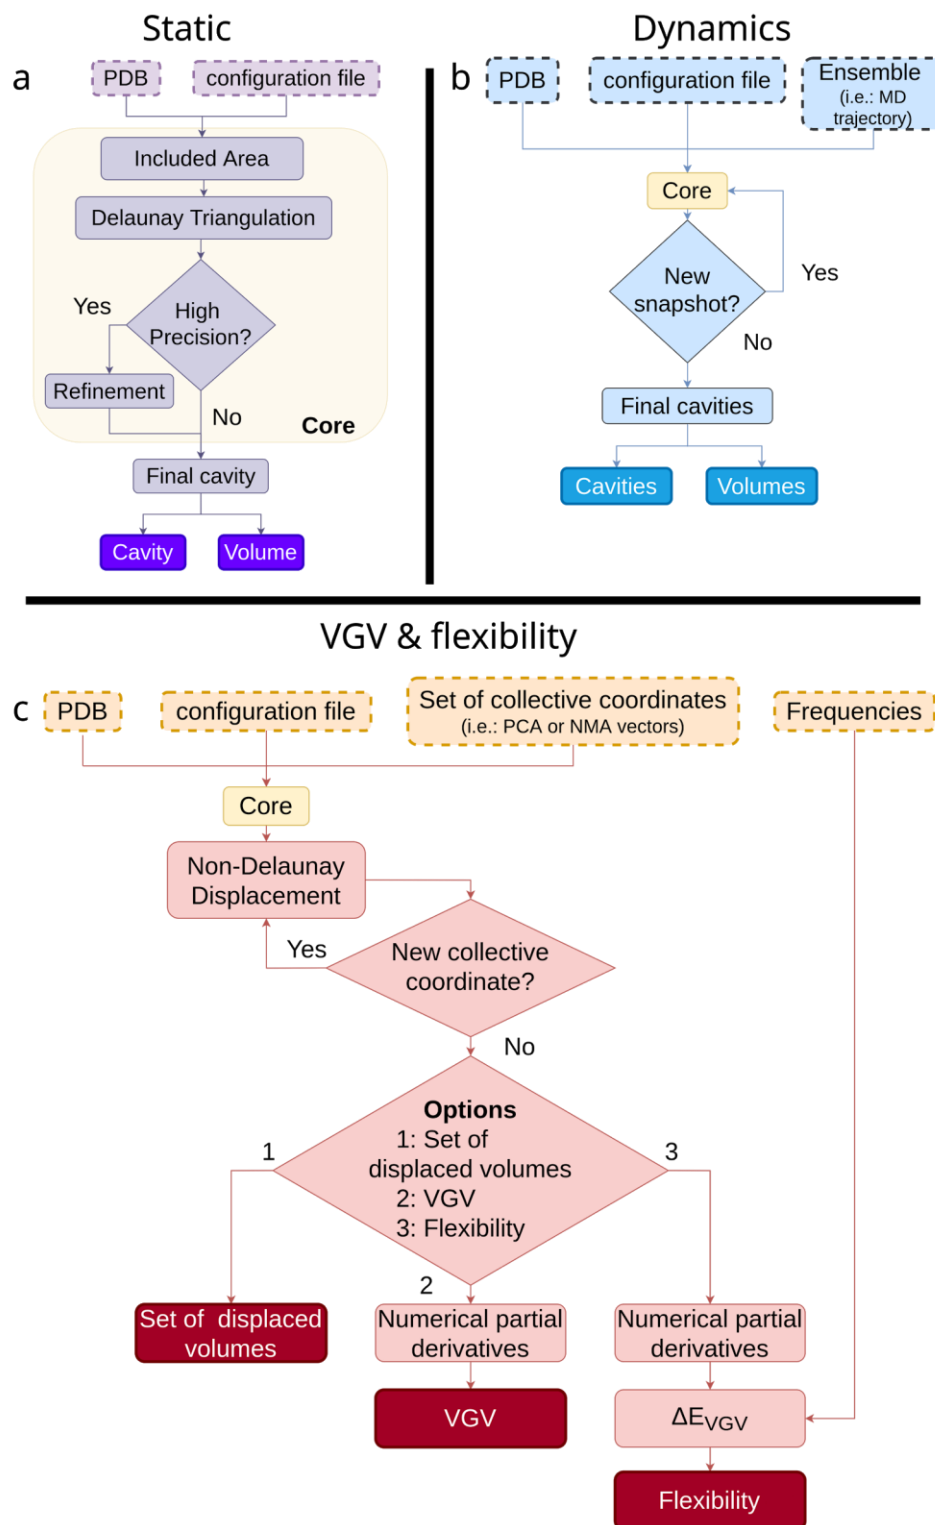 Static
Dynamics
a
PDB
configuration file
Included Area
Delaunay Triangulation
High
Precision?
Yes
Refinement
No
Core
Final cavity
Cavity
Volume
b
PDB
configuration file
Ensemble
(i.e.: MD
trajectory)
Core
New
snapshot?
Yes
No
Final cavities
Cavities
Volumes
VGV & flexibility
c
PDB
configuration file
Set of collective coordinates
(i.e.: PCA or NMA vectors)
Frequencies
Core
Non-Delaunay
Displacement
Yes
New collective
coordinate?
No
Options
1: Set of
displaced volumes
2: VGV
3: Flexibility
1
3
2
Set of displaced
volumes
Numerical partial
derivatives
Numerical partial
derivatives
VGV
ΔE_VGV
Flexibility